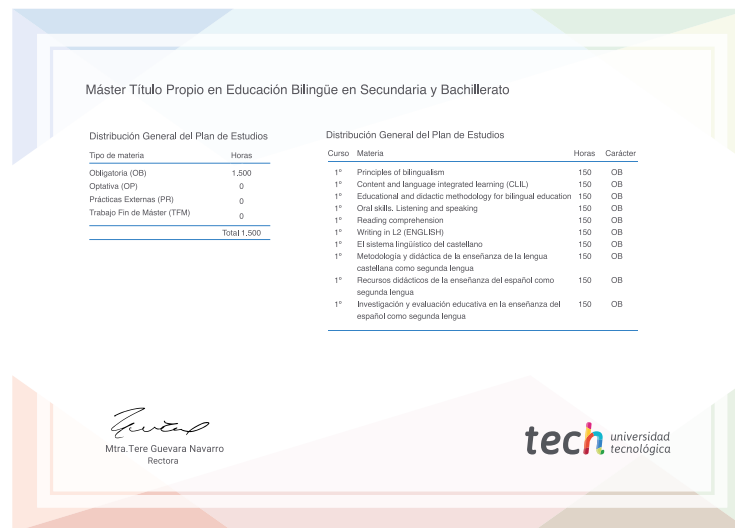 Máster Título Propio en Educación Bilingüe en Secundaria y Bachillerato
Distribución General del Plan de Estudios
Tipo de materia Horas
Obligatoria (OB) 1.500
Optativa (OP) 0
Prácticas Externas (PR) 0
Trabajo Fin de Máster (TFM) 0
Total 1,500
Distribución General del Plan de Estudios
Curso Materia Horas Carácter
1º Principles of bilingualism 150 OB
1º Content and language integrated learning (CLIL) 150 OB
1º Educational and didactic methodology for bilingual education 150 OB
1º Oral skills. Listening and speaking 150 OB
1º Reading comprehension 150 OB
1º Writing in L2 (ENGLISH) 150 OB
1º El sistema lingüístico del castellano 150 OB
1º Metodología y didáctica de la enseñanza de la lengua 150 OB
castellana como segunda lengua
1º Recursos didácticos de la enseñanza del español como 150 OB
segunda lengua
1º Investigación y evaluación educativa en la enseñanza del 150 OB
español como segunda lengua
Mtra.Tere Guevara Navarro
Rectora
tech universidad
tecnológica